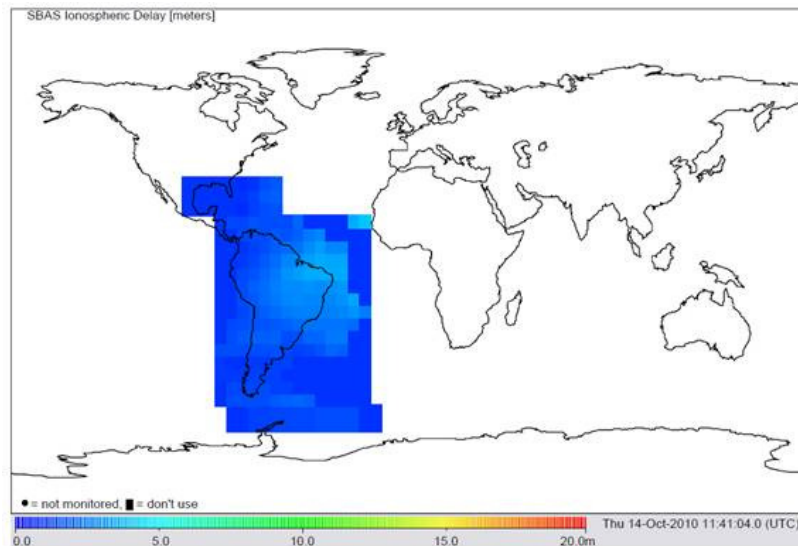 SBAS Ionospheric Delay [meters]
● = not monitored, ■ = don't use
Thu 14-Oct-2010 11:41:04.0 (UTC)
0.0 5.0 10.0 15.0 20.0m